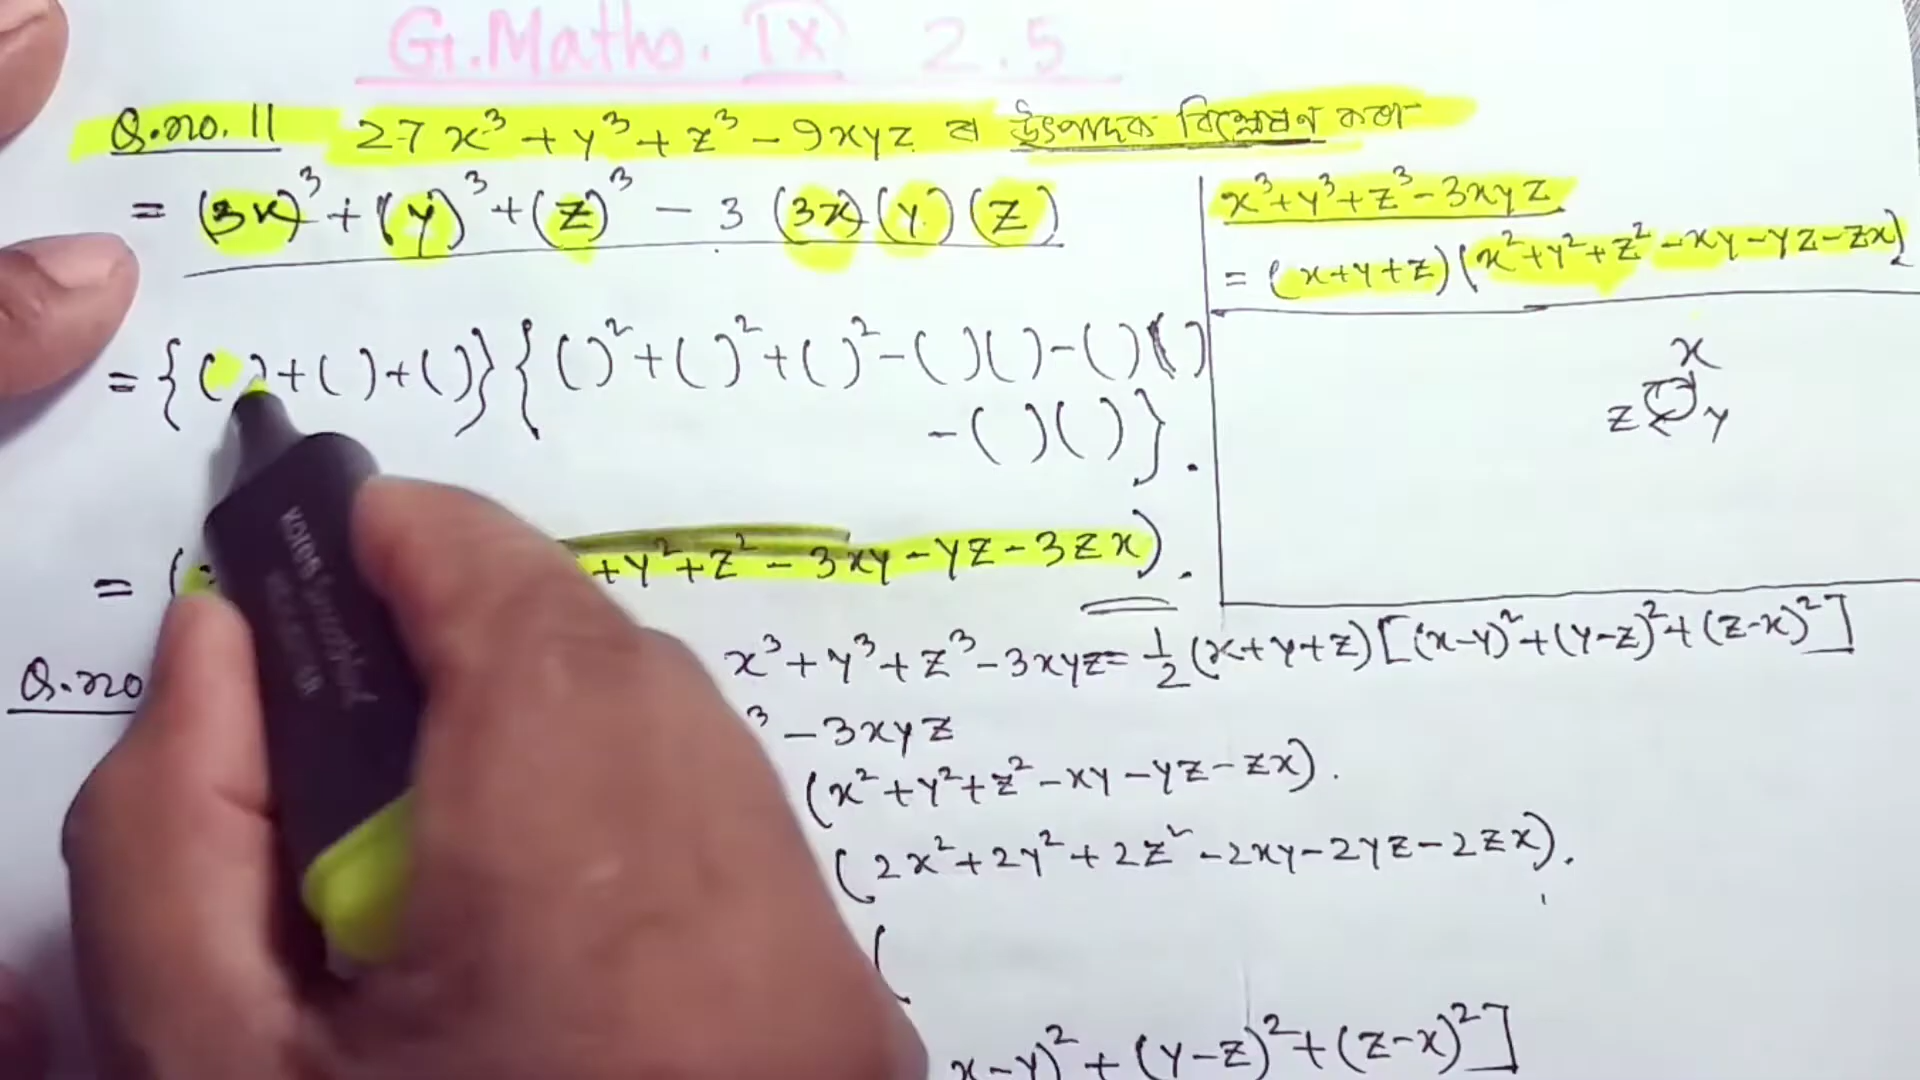 G.Maths. IX 2.5
Q.no. 11 27x³ + y³ + z³ - 9xyz ৰ উৎপাদক বিশ্লেষণ কৰা
= (3x)³ + (y)³ + (z)³ - 3 (3x)(y)(z)
= {( )+( )+( )}{( )²+( )²+( )²-( )( )-( )( )
-( )( )}.
= ( +y²+z² - 3xy - yz - 3zx).
x³+y³+z³-3xyz
= (x+y+z)(x²+y²+z²-xy-yz-zx)
x
z y
Q.no
x³+y³+z³-3xyz = 1/2 (x+y+z)[(x-y)²+(y-z)²+(z-x)²]
³ - 3xyz
(x²+y²+z²-xy-yz-zx).
(2x²+2y²+2z²-2xy-2yz-2zx).
(
x-y)²+(y-z)²+(z-x)²]